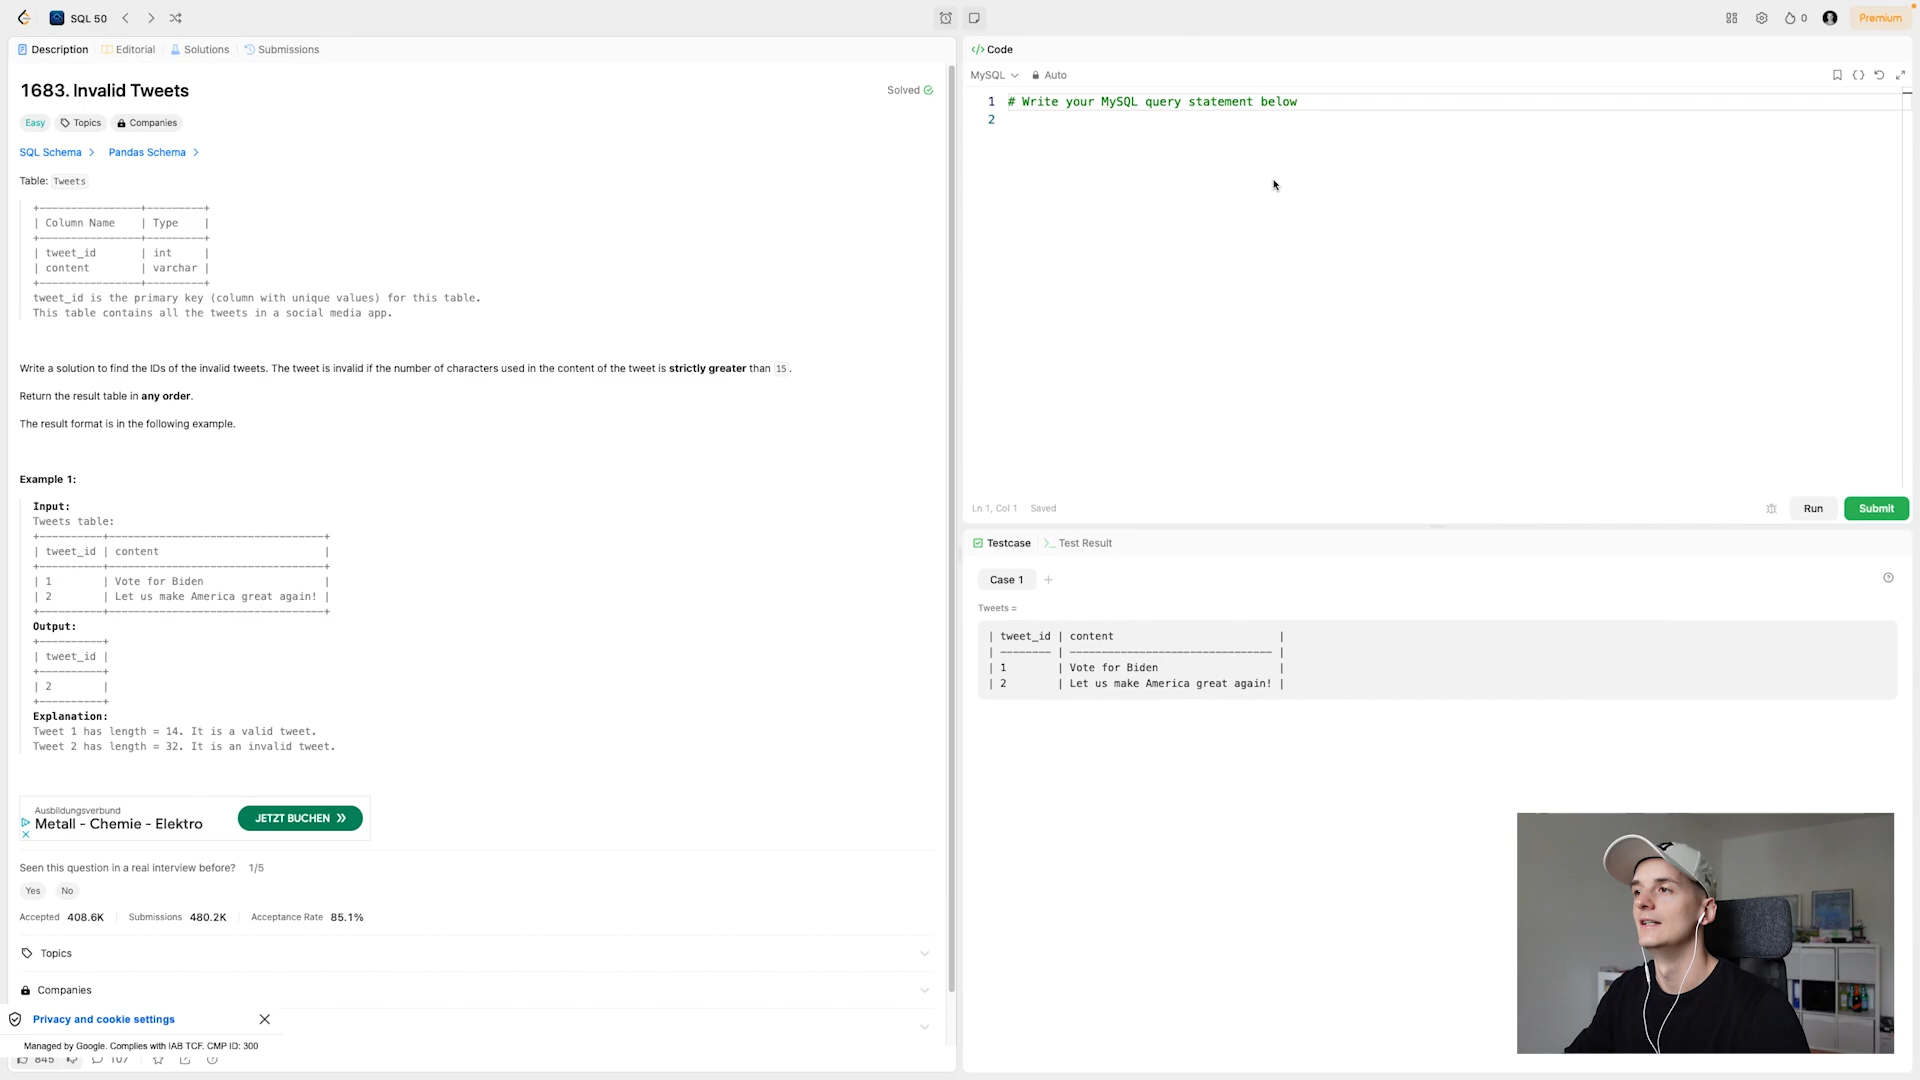 SQL 50
0
Premium
Description
Editorial
Solutions
Submissions
1683. Invalid Tweets
Solved
Easy
Topics
Companies
SQL Schema
Pandas Schema
Table: Tweets
+----------------+---------+
| Column Name    | Type    |
+----------------+---------+
| tweet_id       | int     |
| content        | varchar |
+----------------+---------+
tweet_id is the primary key (column with unique values) for this table.
This table contains all the tweets in a social media app.
Write a solution to find the IDs of the invalid tweets. The tweet is invalid if the number of characters used in the content of the tweet is strictly greater than 15.
Return the result table in any order.
The result format is in the following example.
Example 1:
Input:
Tweets table:
+----------+----------------------------------+
| tweet_id | content                          |
+----------+----------------------------------+
| 1        | Vote for Biden                   |
| 2        | Let us make America great again! |
+----------+----------------------------------+
Output:
+----------+
| tweet_id |
+----------+
| 2        |
+----------+
Explanation:
Tweet 1 has length = 14. It is a valid tweet.
Tweet 2 has length = 32. It is an invalid tweet.
Ausbildungsverbund
Metall - Chemie - Elektro
JETZT BUCHEN »
Seen this question in a real interview before? 1/5
Yes
No
Accepted 408.6K
Submissions 480.2K
Acceptance Rate 85.1%
Topics
Companies
Privacy and cookie settings
Managed by Google. Complies with IAB TCF. CMP ID: 300
845
107
</> Code
MySQL
Auto
1 # Write your MySQL query statement below
2
Ln 1, Col 1
Saved
Run
Submit
Testcase
Test Result
Case 1
+
Tweets =
| tweet_id | content                          |
| -------- | -------------------------------- |
| 1        | Vote for Biden                   |
| 2        | Let us make America great again! |